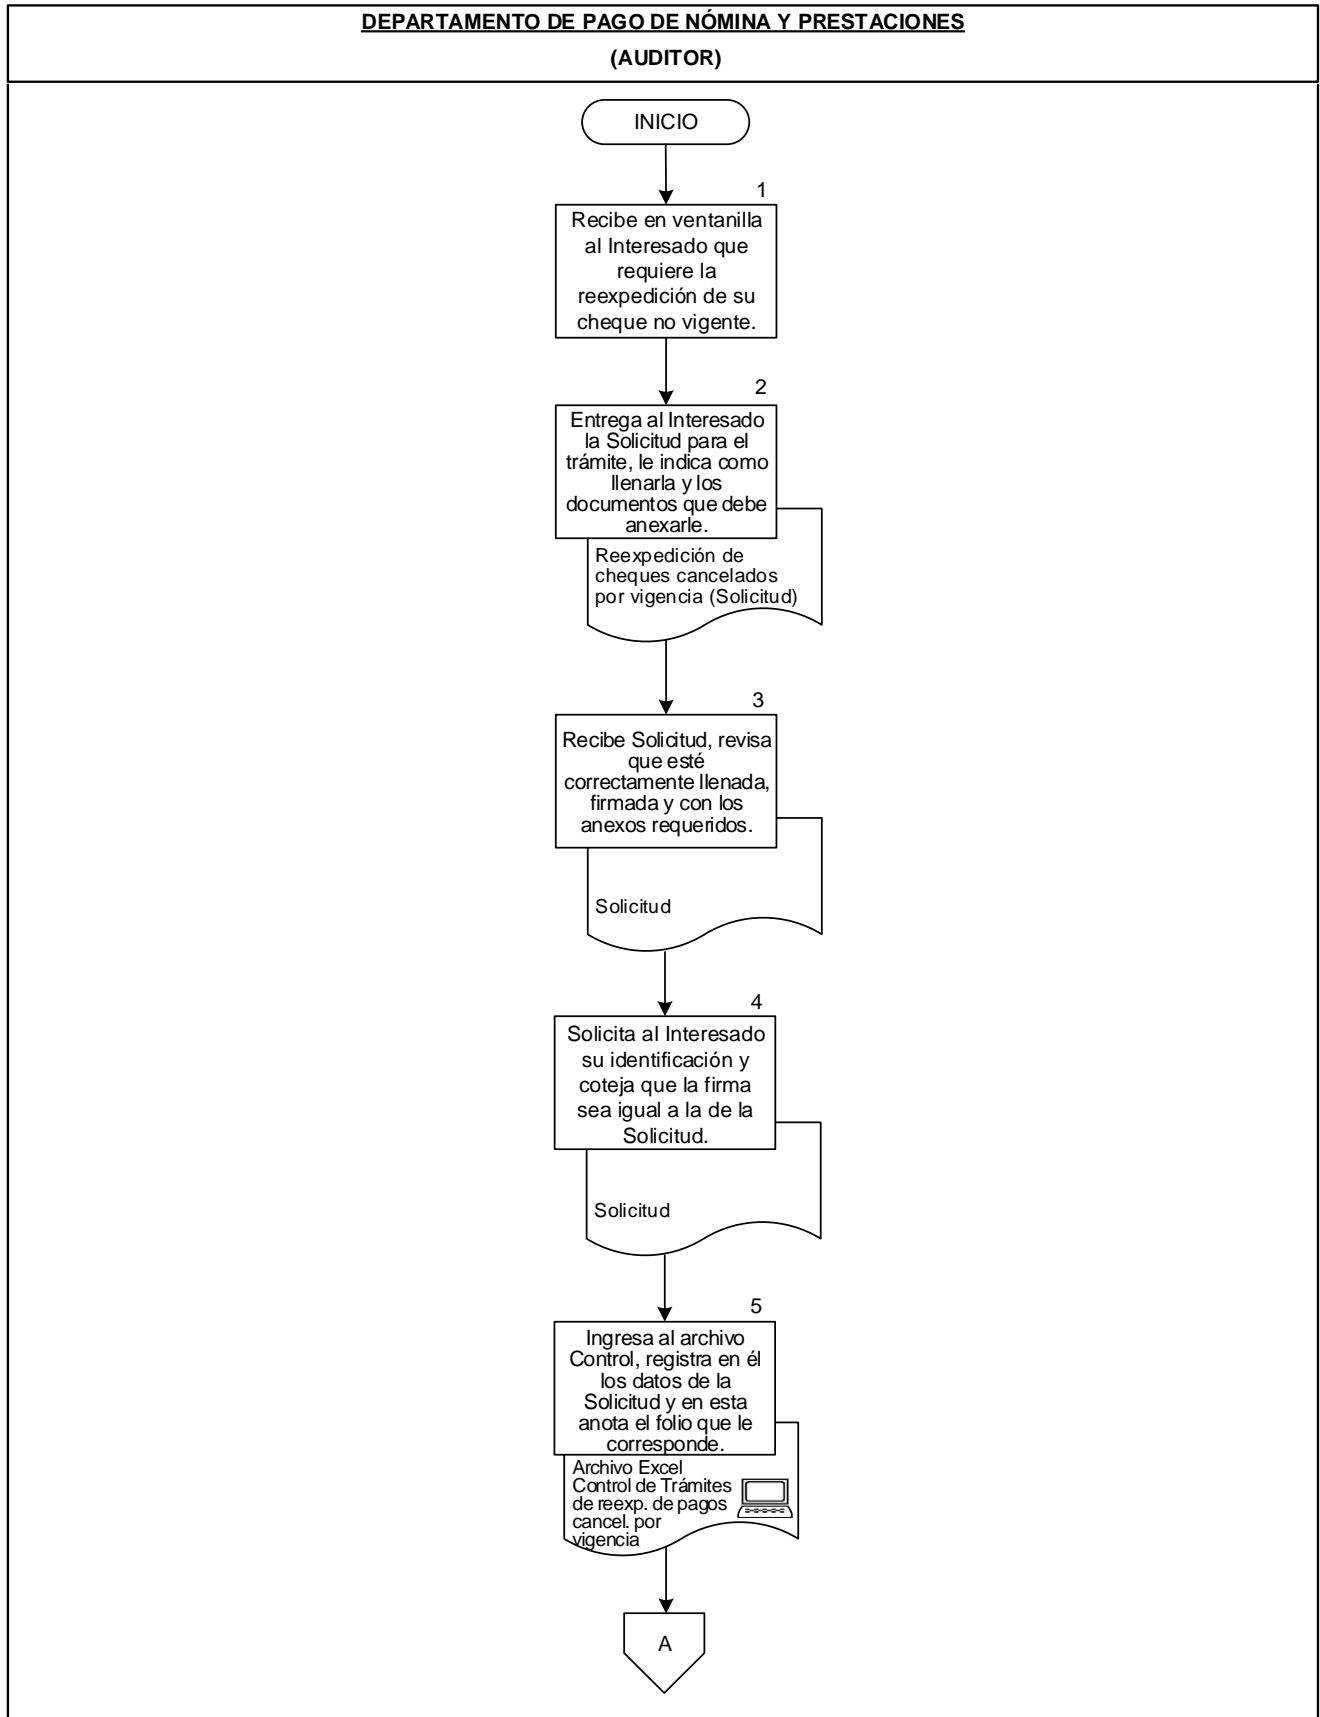 DEPARTAMENTO DE PAGO DE NÓMINA Y PRESTACIONES
(AUDITOR)
INICIO
1
Recibe en ventanilla
al Interesado que
requiere la
reexpedición de su
cheque no vigente.
2
Entrega al Interesado
la Solicitud para el
trámite, le indica como
llenarla y los
documentos que debe
anexarle.
Reexpedición de
cheques cancelados
por vigencia (Solicitud)
3
Recibe Solicitud, revisa
que esté
correctamente llenada,
firmada y con los
anexos requeridos.
Solicitud
4
Solicita al Interesado
su identificación y
coteja que la firma
sea igual a la de la
Solicitud.
Solicitud
5
Ingresa al archivo
Control, registra en él
los datos de la
Solicitud y en esta
anota el folio que le
corresponde.
Archivo Excel
Control de Trámites
de reexp. de pagos
cancel. por
vigencia
A